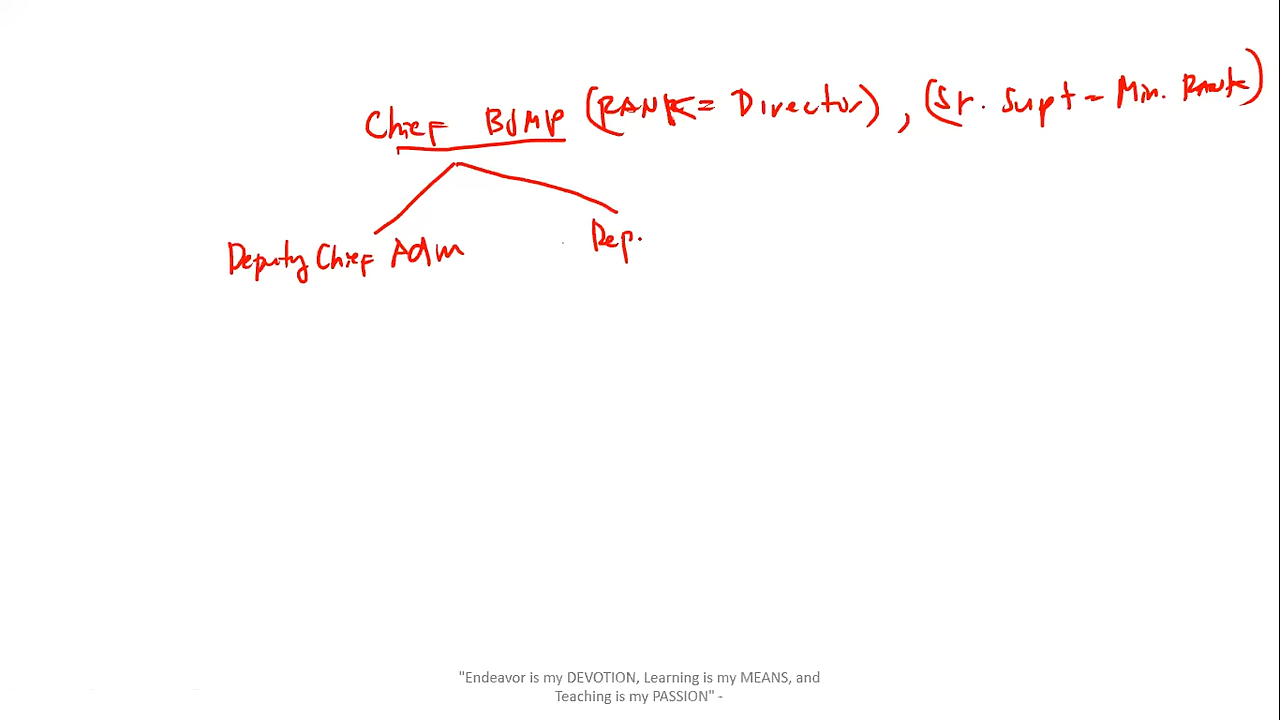 Chief BJMP (RANK = Director), (Sr. Supt - Min. Rank)
Deputy Chief Adm
Dep.
"Endeavor is my DEVOTION, Learning is my MEANS, and
Teaching is my PASSION" -